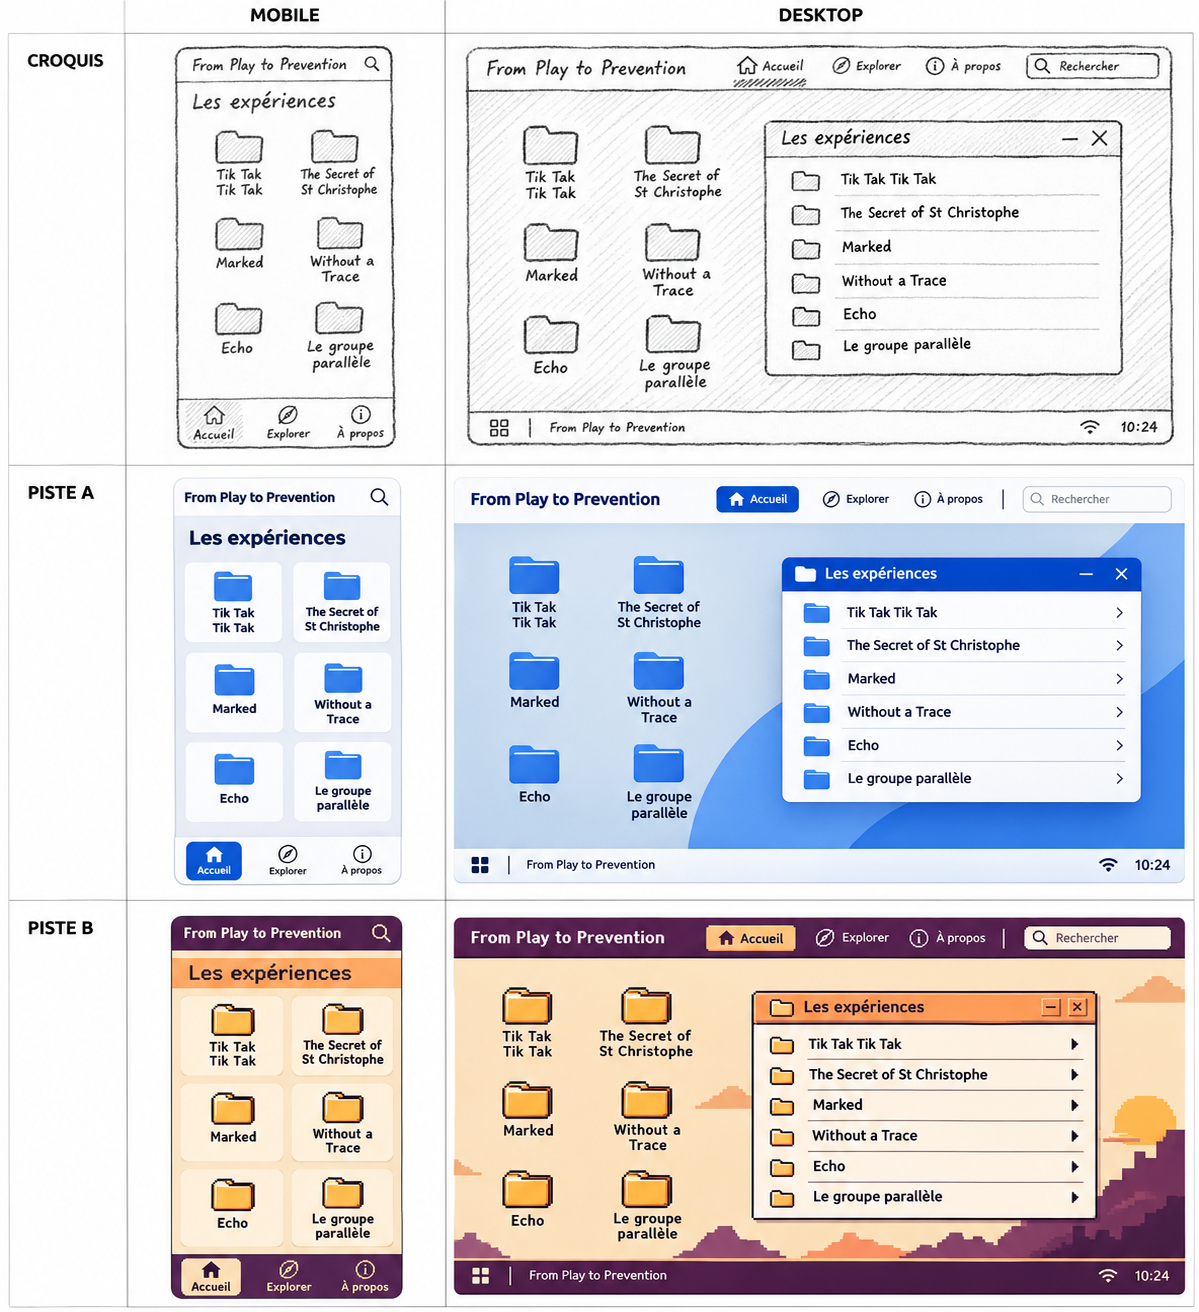 MOBILE
DESKTOP
CROQUIS
From Play to Prevention
Les expériences
Tik Tak
Tik Tak
The Secret of
St Christophe
Marked
Without a
Trace
Echo
Le groupe
parallèle
Accueil
Explorer
À propos
From Play to Prevention
Accueil
Explorer
À propos
Rechercher
Tik Tak
Tik Tak
The Secret of
St Christophe
Marked
Without a
Trace
Echo
Le groupe
parallèle
Les expériences
Tik Tak Tik Tak
The Secret of St Christophe
Marked
Without a Trace
Echo
Le groupe parallèle
From Play to Prevention
10:24
PISTE A
From Play to Prevention
Les expériences
Tik Tak
Tik Tak
The Secret of
St Christophe
Marked
Without a
Trace
Echo
Le groupe
parallèle
Accueil
Explorer
À propos
From Play to Prevention
Accueil
Explorer
À propos
Rechercher
Tik Tak
Tik Tak
The Secret of
St Christophe
Marked
Without a
Trace
Echo
Le groupe
parallèle
Les expériences
Tik Tak Tik Tak
The Secret of St Christophe
Marked
Without a Trace
Echo
Le groupe parallèle
From Play to Prevention
10:24
PISTE B
From Play to Prevention
Les expériences
Tik Tak
Tik Tak
The Secret of
St Christophe
Marked
Without a
Trace
Echo
Le groupe
parallèle
Accueil
Explorer
À propos
From Play to Prevention
Accueil
Explorer
À propos
Rechercher
Tik Tak
Tik Tak
The Secret of
St Christophe
Marked
Without a
Trace
Echo
Le groupe
parallèle
Les expériences
Tik Tak Tik Tak
The Secret of St Christophe
Marked
Without a Trace
Echo
Le groupe parallèle
From Play to Prevention
10:24